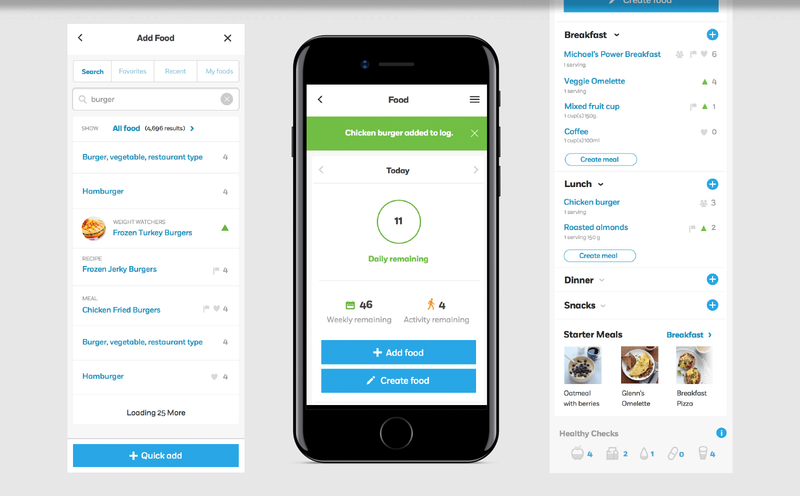 Add Food
Search
Favorites
Recent
My foods
burger
SHOW
All food (4,696 results)
Burger, vegetable, restaurant type 4
Hamburger 4
WEIGHT WATCHERS
Frozen Turkey Burgers
RECIPE
Frozen Jerky Burgers 4
MEAL
Chicken Fried Burgers 4
Burger, vegetable, restaurant type 4
Hamburger 4
Loading 25 More
Quick add
Food
Chicken burger added to log.
Today
11
Daily remaining
46
Weekly remaining
4
Activity remaining
Add food
Create food
Create food
Breakfast
Michael's Power Breakfast 6
1 serving
Veggie Omelette 4
1 serving
Mixed fruit cup 1
1 cup(s) 150g
Coffee 0
1 cup(s) 100ml
Create meal
Lunch
Chicken burger 3
1 serving
Roasted almonds 2
1 serving 150 g
Create meal
Dinner
Snacks
Starter Meals
Breakfast
Oatmeal
with berries
Glenn's
Omelette
Breakfast
Pizza
Healthy Checks
4 2 1 0 4